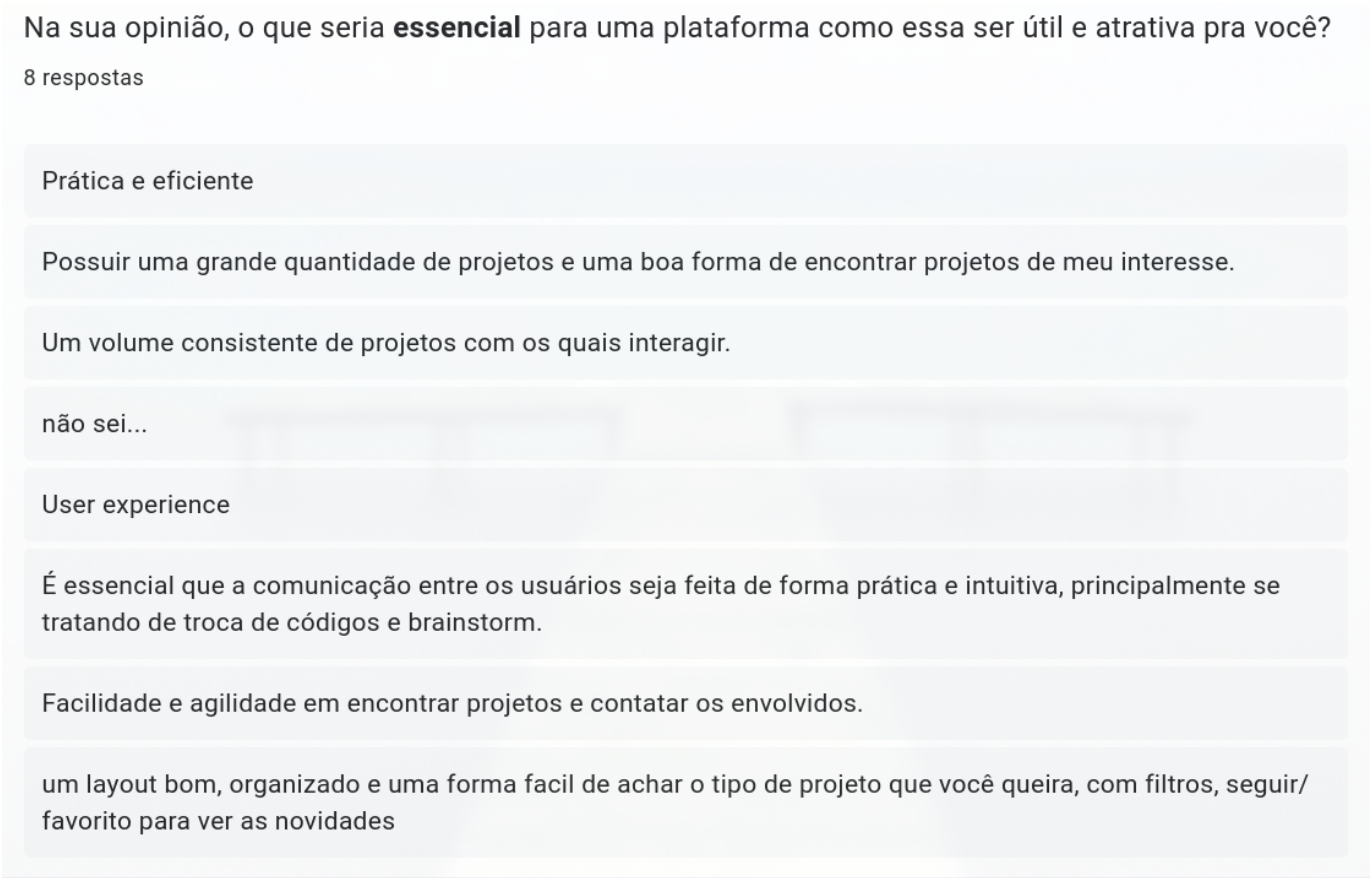 Na sua opinião, o que seria essencial para uma plataforma como essa ser útil e atrativa pra você?
8 respostas
Prática e eficiente
Possuir uma grande quantidade de projetos e uma boa forma de encontrar projetos de meu interesse.
Um volume consistente de projetos com os quais interagir.
não sei...
User experience
É essencial que a comunicação entre os usuários seja feita de forma prática e intuitiva, principalmente se
tratando de troca de códigos e brainstorm.
Facilidade e agilidade em encontrar projetos e contatar os envolvidos.
um layout bom, organizado e uma forma facil de achar o tipo de projeto que você queira, com filtros, seguir/
favorito para ver as novidades